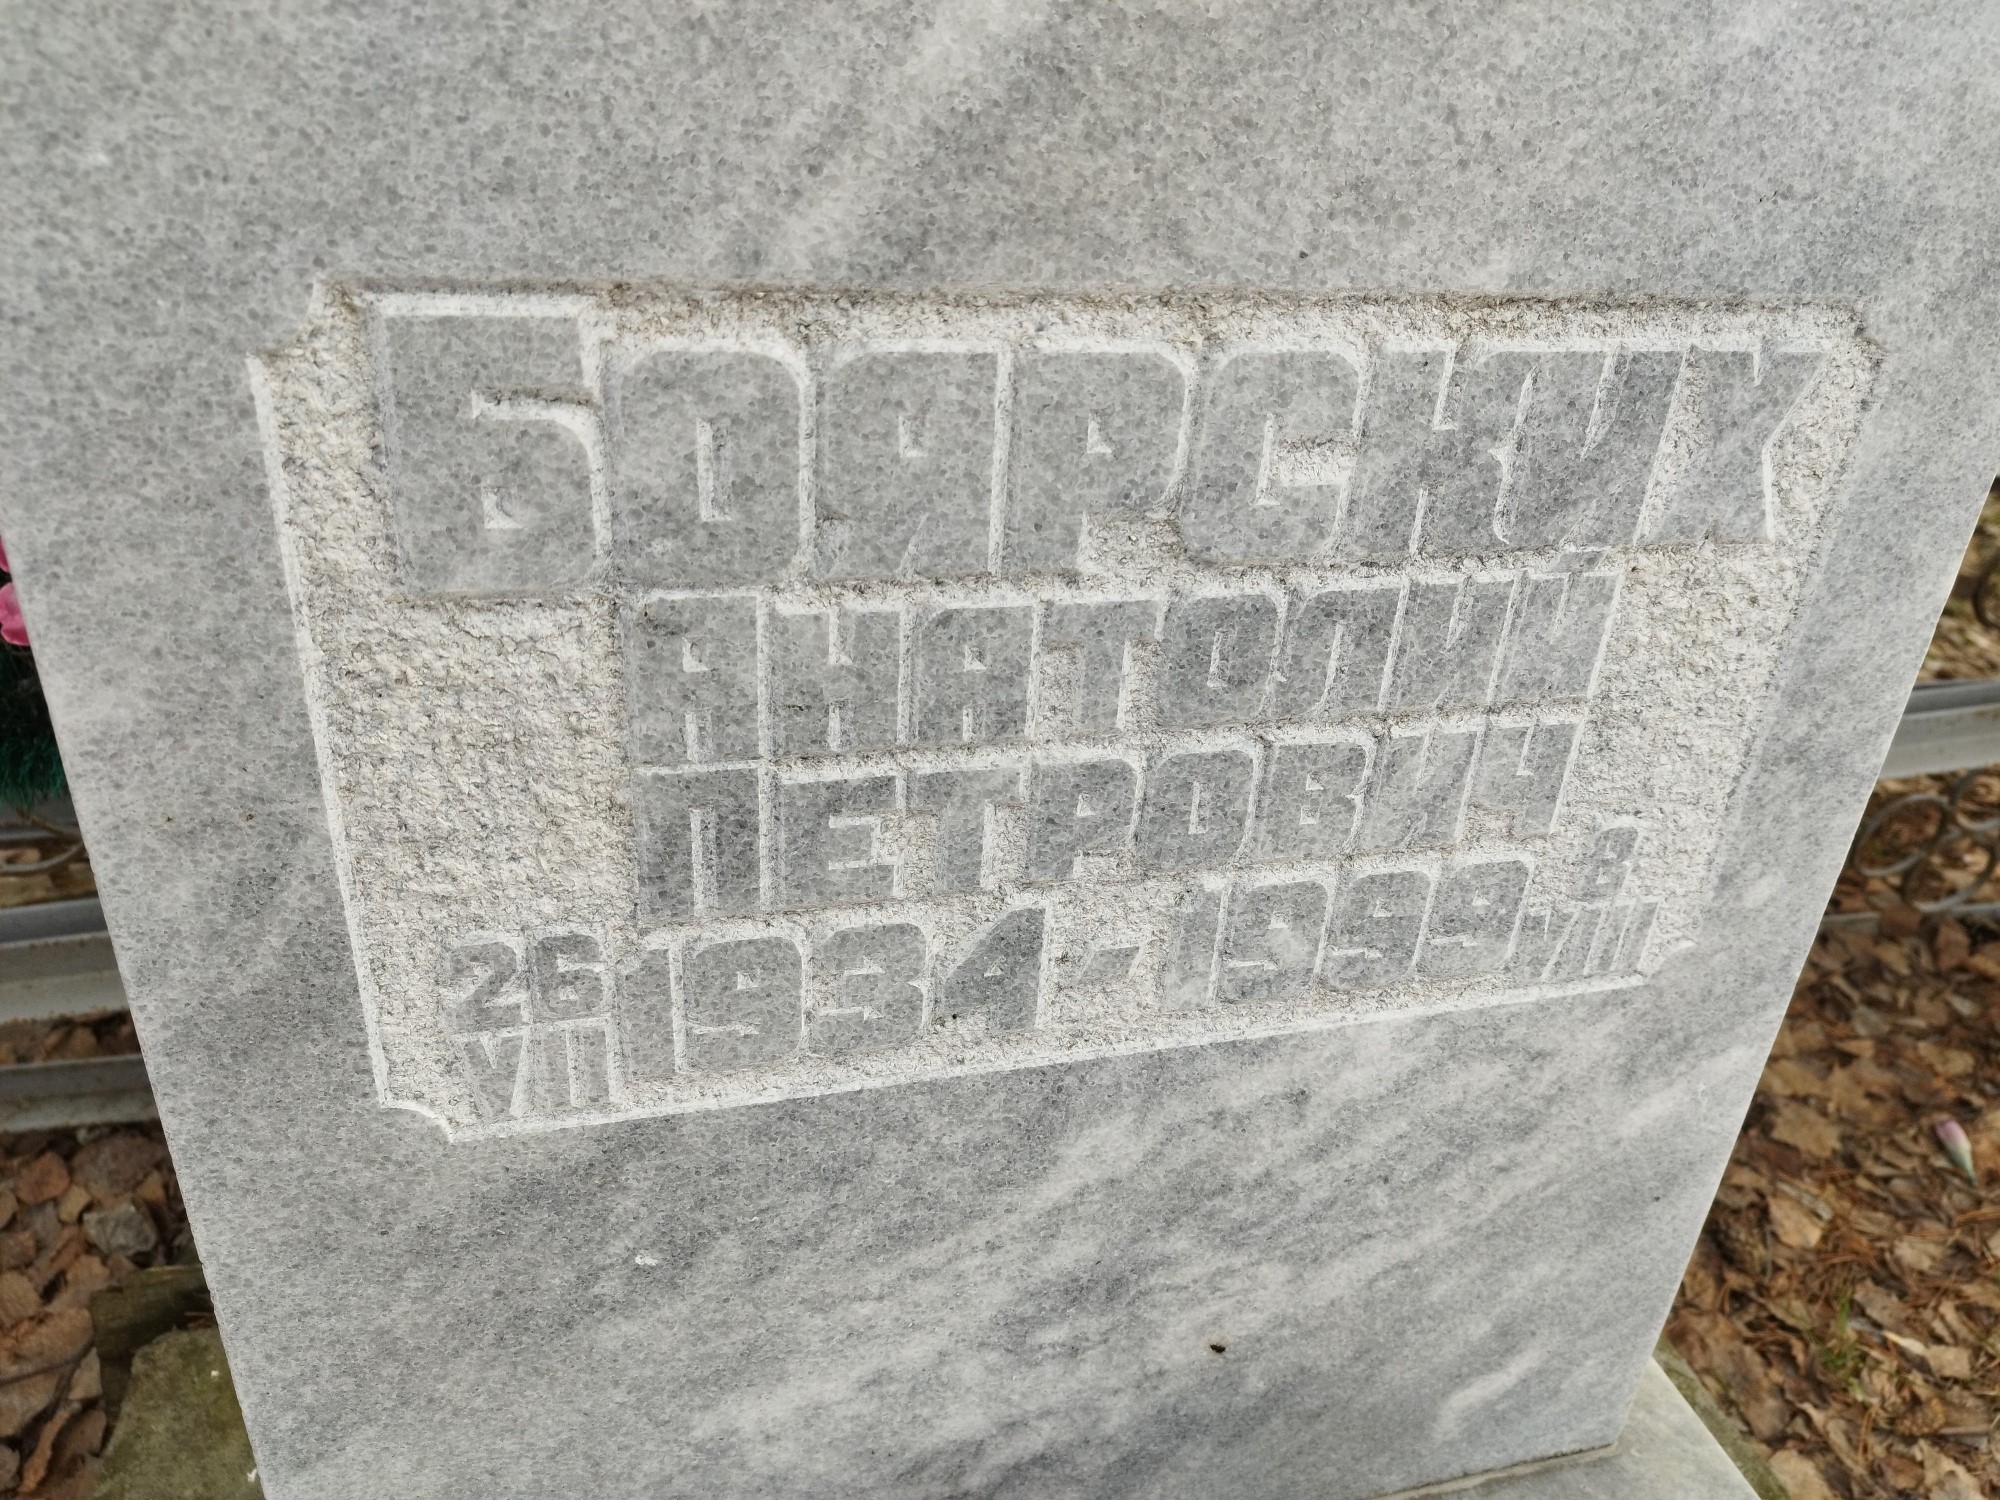 БОЯРСКИХ
АНАТОЛИЙ
ПЕТРОВИЧ
26 VII 1934 - 1999 8 VIII